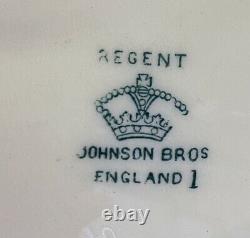 REGENT
JOHNSON BROS
ENGLAND 1